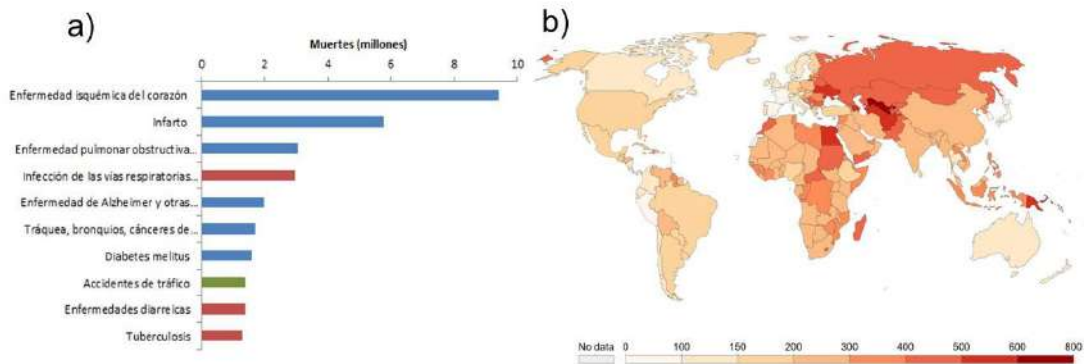 a)
Muertes (millones)
0 2 4 6 8 10
Enfermedad isquémica del corazón
Infarto
Enfermedad pulmonar obstructiva...
Infección de las vías respiratorias...
Enfermedad de Alzheimer y otras...
Tráquea, bronquios, cánceres de...
Diabetes melitus
Accidentes de tráfico
Enfermedades diarreicas
Tuberculosis
b)
No data 0 100 150 200 300 400 500 600 800